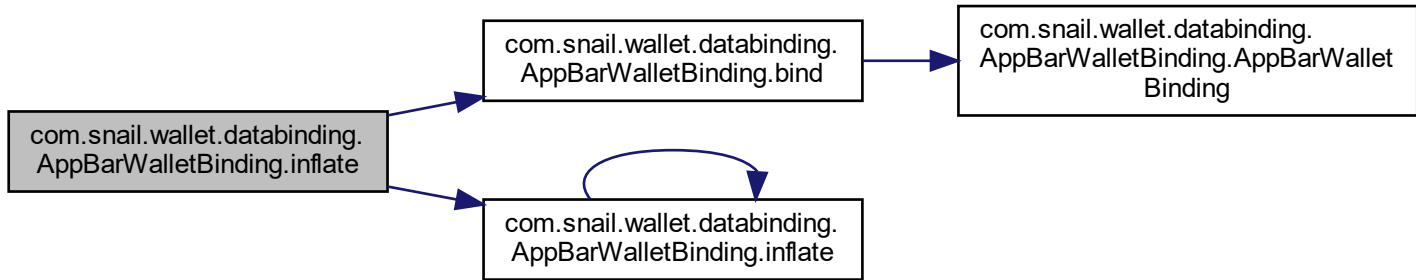 com.snail.wallet.databinding.
AppBarWalletBinding.inflate
com.snail.wallet.databinding.
AppBarWalletBinding.bind
com.snail.wallet.databinding.
AppBarWalletBinding.AppBarWallet
Binding
com.snail.wallet.databinding.
AppBarWalletBinding.inflate